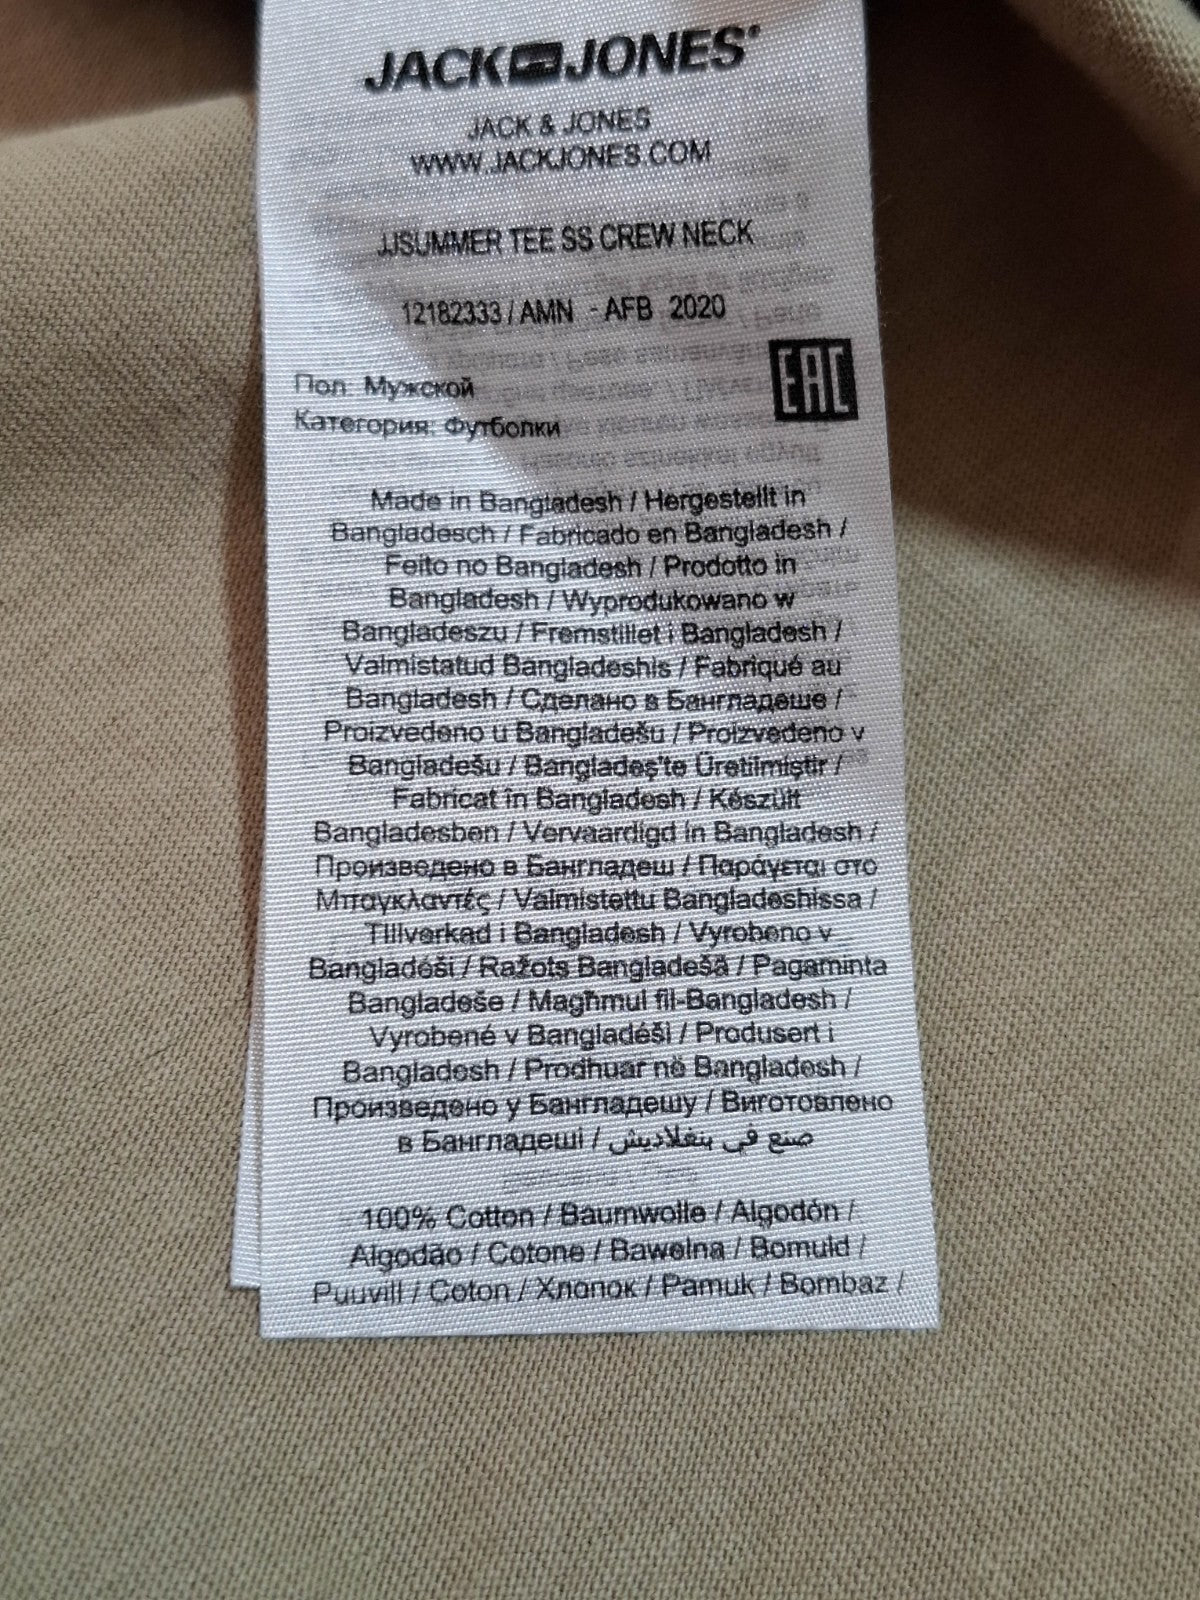 JACK JONES®
JACK & JONES
WWW.JACKJONES.COM
JJSUMMER TEE SS CREW NECK
12182333 / AMN - AFB 2020
EAC
Пол: Мужской
Категория: Футболки
Made in Bangladesh / Hergestellt in
Bangladesch / Fabricado en Bangladesh /
Feito no Bangladesh / Prodotto in
Bangladesh / Wyprodukowano w
Bangladeszu / Fremstillet i Bangladesh /
Valmistatud Bangladeshis / Fabriqué au
Bangladesh / Сделано в Бангладеше /
Proizvedeno u Bangladešu / Proizvedeno v
Bangladešu / Bangladeş'te Üretilmiştir /
Fabricat în Bangladesh / Készült
Bangladesben / Vervaardigd in Bangladesh /
Произведено в Бангладеш / Παράγεται στο
Μπαγκλαντές / Valmistettu Bangladeshissa /
Tillverkad i Bangladesh / Vyrobeno v
Bangladéši / Ražots Bangladešā / Pagaminta
Bangladeše / Magħmul fil-Bangladesh /
Vyrobené v Bangladéši / Produsert i
Bangladesh / Prodhuar në Bangladesh /
Произведено у Бангладешу / Виготовлено
в Бангладеші / صنع في بنغلاديش
100% Cotton / Baumwolle / Algodón /
Algodão / Cotone / Bawełna / Bomuld /
Puuvill / Coton / Хлопок / Pamuk / Bombaz /